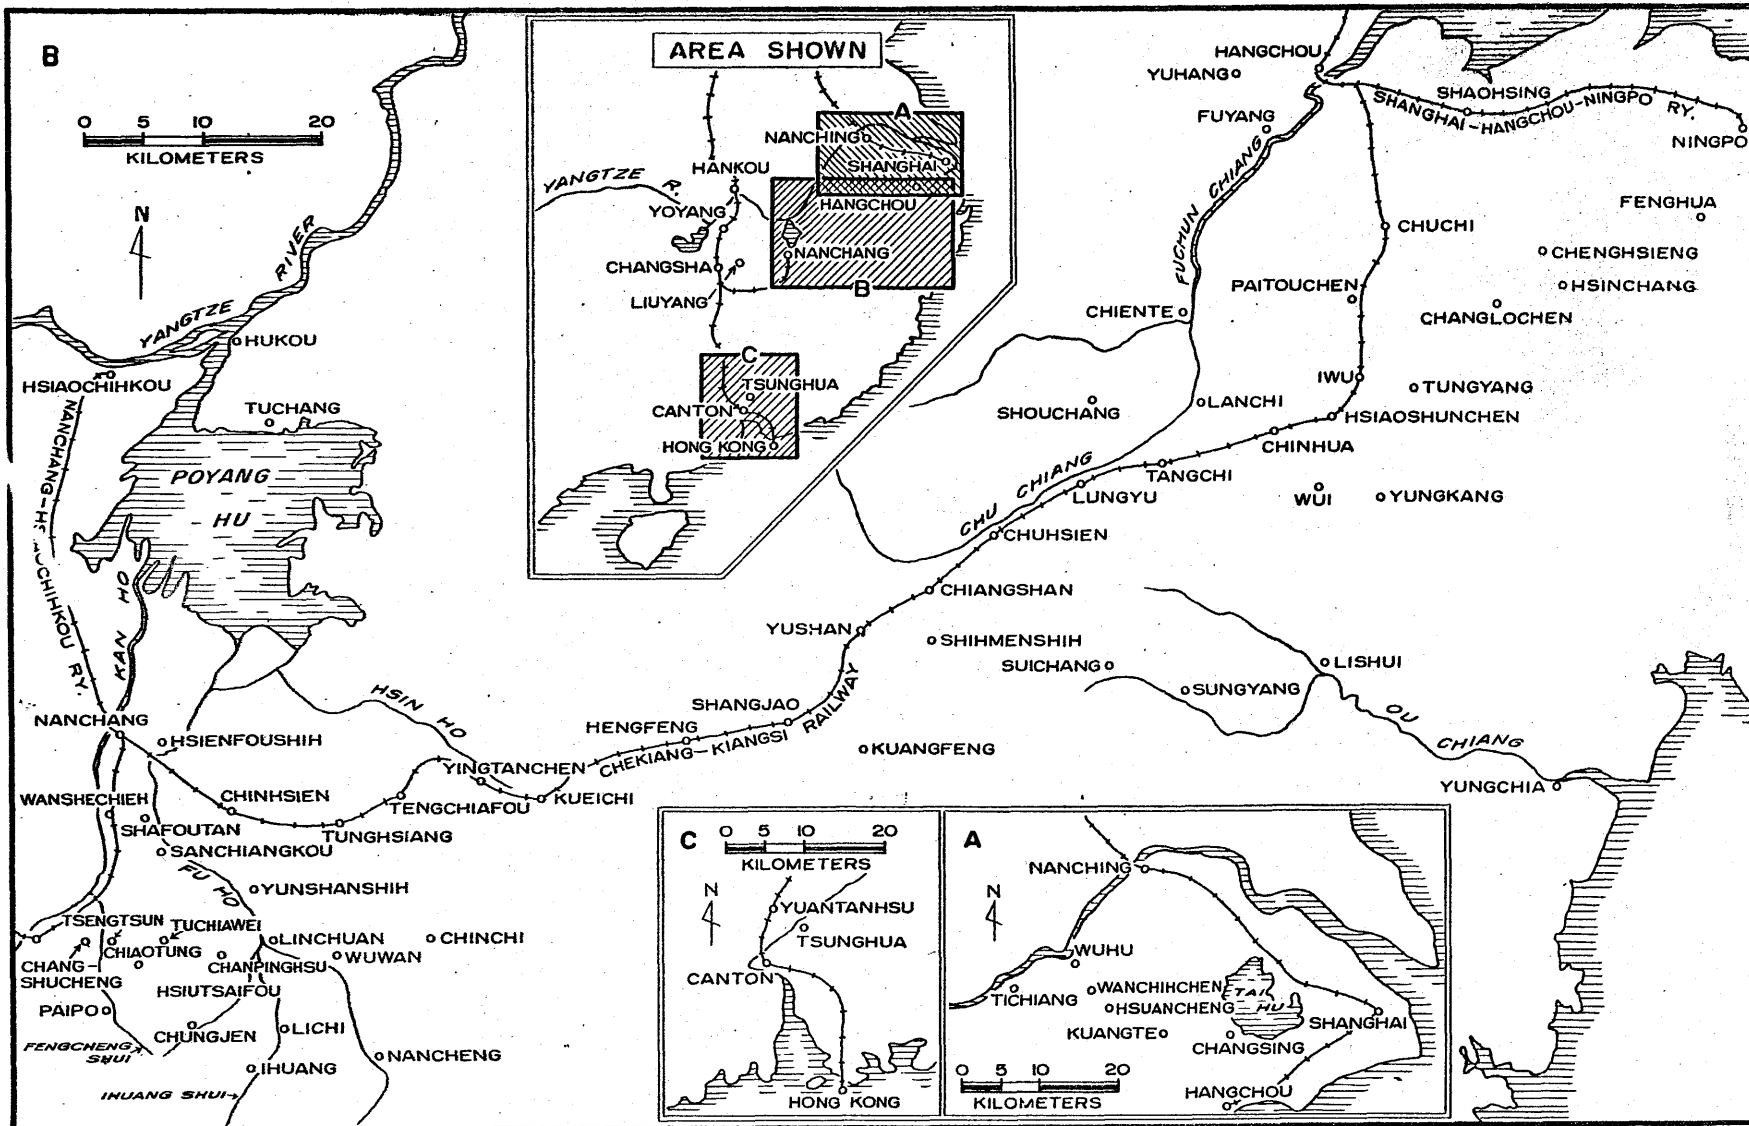 B
0 5 10 20
KILOMETERS
N
YANGTZE
RIVER
HUKOU
HSIAOCHIHKOU
TUCHANG
POYANG
HU
KAN HO
NANCHANG
HSIENFOUSHIH
WANSHECHIEH
SHAFOUTAN
SANCHIANGKOU
FU HO
YUNSHANSHIH
CHINHSIEN
TUNGHSIANG
TENGCHIAFOU
YINGTANCHEN
KUEICHI
HSIN HO
HENGFENG
SHANGJAO
CHEKIANG-KIANGSI RAILWAY
KUANGFENG
TSENGTSUN
TUCHIAWEI
CHIAOTUNG
LINCHUAN
CHINCHI
WUWAN
CHANPINGHSU
CHANG-
SHUCHENG
HSIUTSAIFOU
PAIPO
CHUNGJEN
LICHI
NANCHENG
IHUANG
FENGCHENG
SHUI
IHUANG SHUI
AREA SHOWN
A
NANCHING
SHANGHAI
HANGCHOU
HANKOU
YANGTZE R.
YOYANG
CHANGSHA
LIUYANG
NANCHANG
B
C
TSUNGHUA
CANTON
HONG KONG
HANGCHOU
YUHANG
SHAOHSING
SHANGHAI-HANGCHOU-NINGPO RY.
NINGPO
FUYANG
FUCHUN CHIANG
FENGHUA
CHUCHI
CHENGHSIENG
HSINCHANG
PAITOUCHEN
CHANGLOCHEN
CHIENTE
IWU
TUNGYANG
SHOUCHANG
LANCHI
HSIAOSHUNCHEN
CHINHUA
TANGCHI
CHU CHIANG
LUNGYU
WUI
YUNGKANG
CHUHSIEN
CHIANGSHAN
YUSHAN
SHIHMENSHIH
SUICHANG
LISHUI
SUNGYANG
OU
CHIANG
YUNGCHIA
C
0 5 10 20
KILOMETERS
N
YUANTANHSU
TSUNGHUA
CANTON
HONG KONG
A
NANCHING
N
WUHU
TICHIANG
WANCHIHCHEN
HSUANCHENG
TAI
HU
KUANGTE
CHANGSING
SHANGHAI
HANGCHOU
0 5 10 20
KILOMETERS